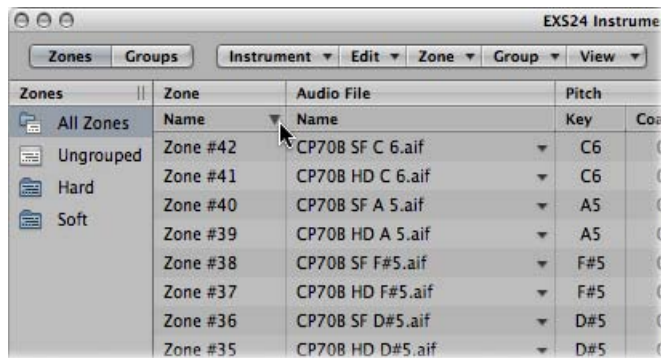 EXS24 Instrume
Zones Groups Instrument Edit Zone Group View
Zones Zone Audio File Pitch
All Zones Name Name Key Coa
Ungrouped Zone #42 CP70B SF C 6.aif C6
Hard Zone #41 CP70B HD C 6.aif C6
Soft Zone #40 CP70B SF A 5.aif A5
Zone #39 CP70B HD A 5.aif A5
Zone #38 CP70B SF F#5.aif F#5
Zone #37 CP70B HD F#5.aif F#5
Zone #36 CP70B SF D#5.aif D#5
Zone #35 CP70B HD D#5.aif D#5